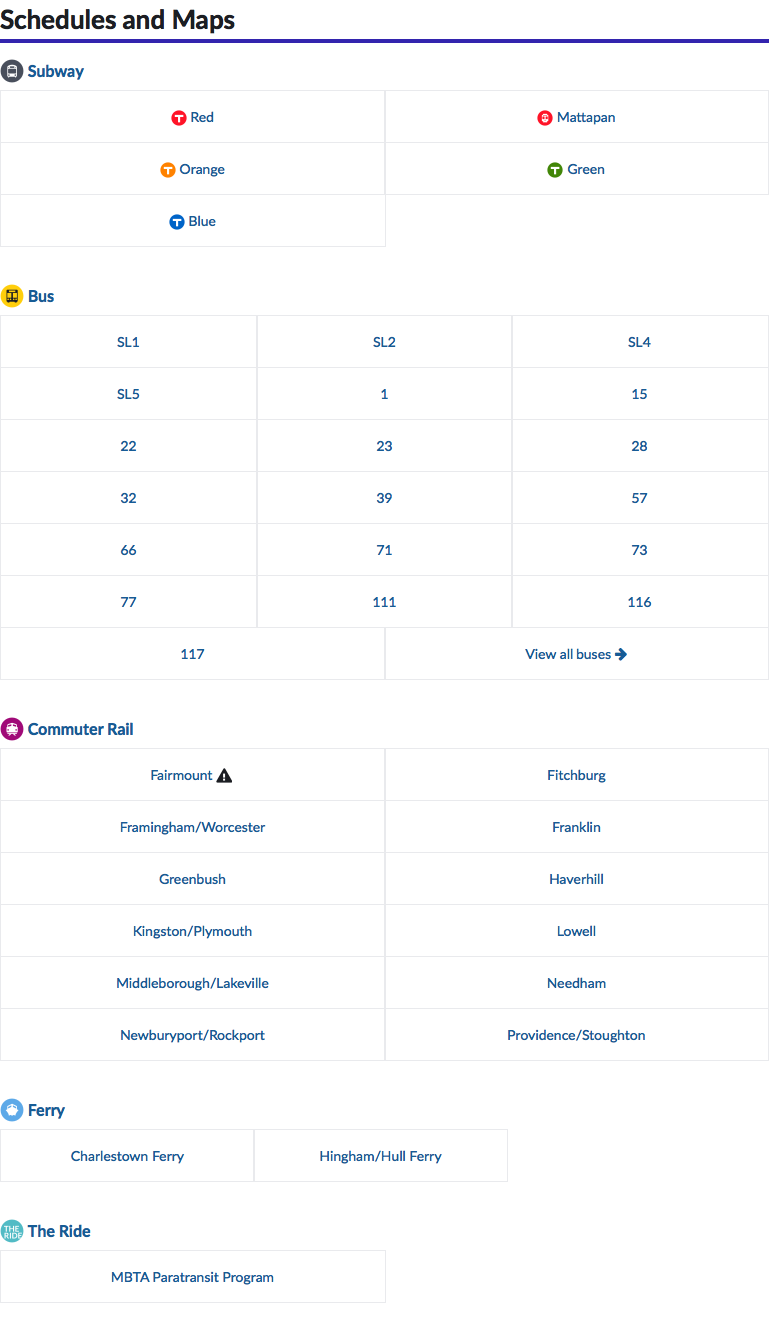 Schedules and Maps
Subway
T Red
Mattapan
T Orange
T Green
T Blue
Bus
SL1 SL2 SL4
SL5 1 15
22 23 28
32 39 57
66 71 73
77 111 116
117 View all buses
Commuter Rail
Fairmount Fitchburg
Framingham/Worcester Franklin
Greenbush Haverhill
Kingston/Plymouth Lowell
Middleborough/Lakeville Needham
Newburyport/Rockport Providence/Stoughton
Ferry
Charlestown Ferry Hingham/Hull Ferry
THE RIDE The Ride
MBTA Paratransit Program